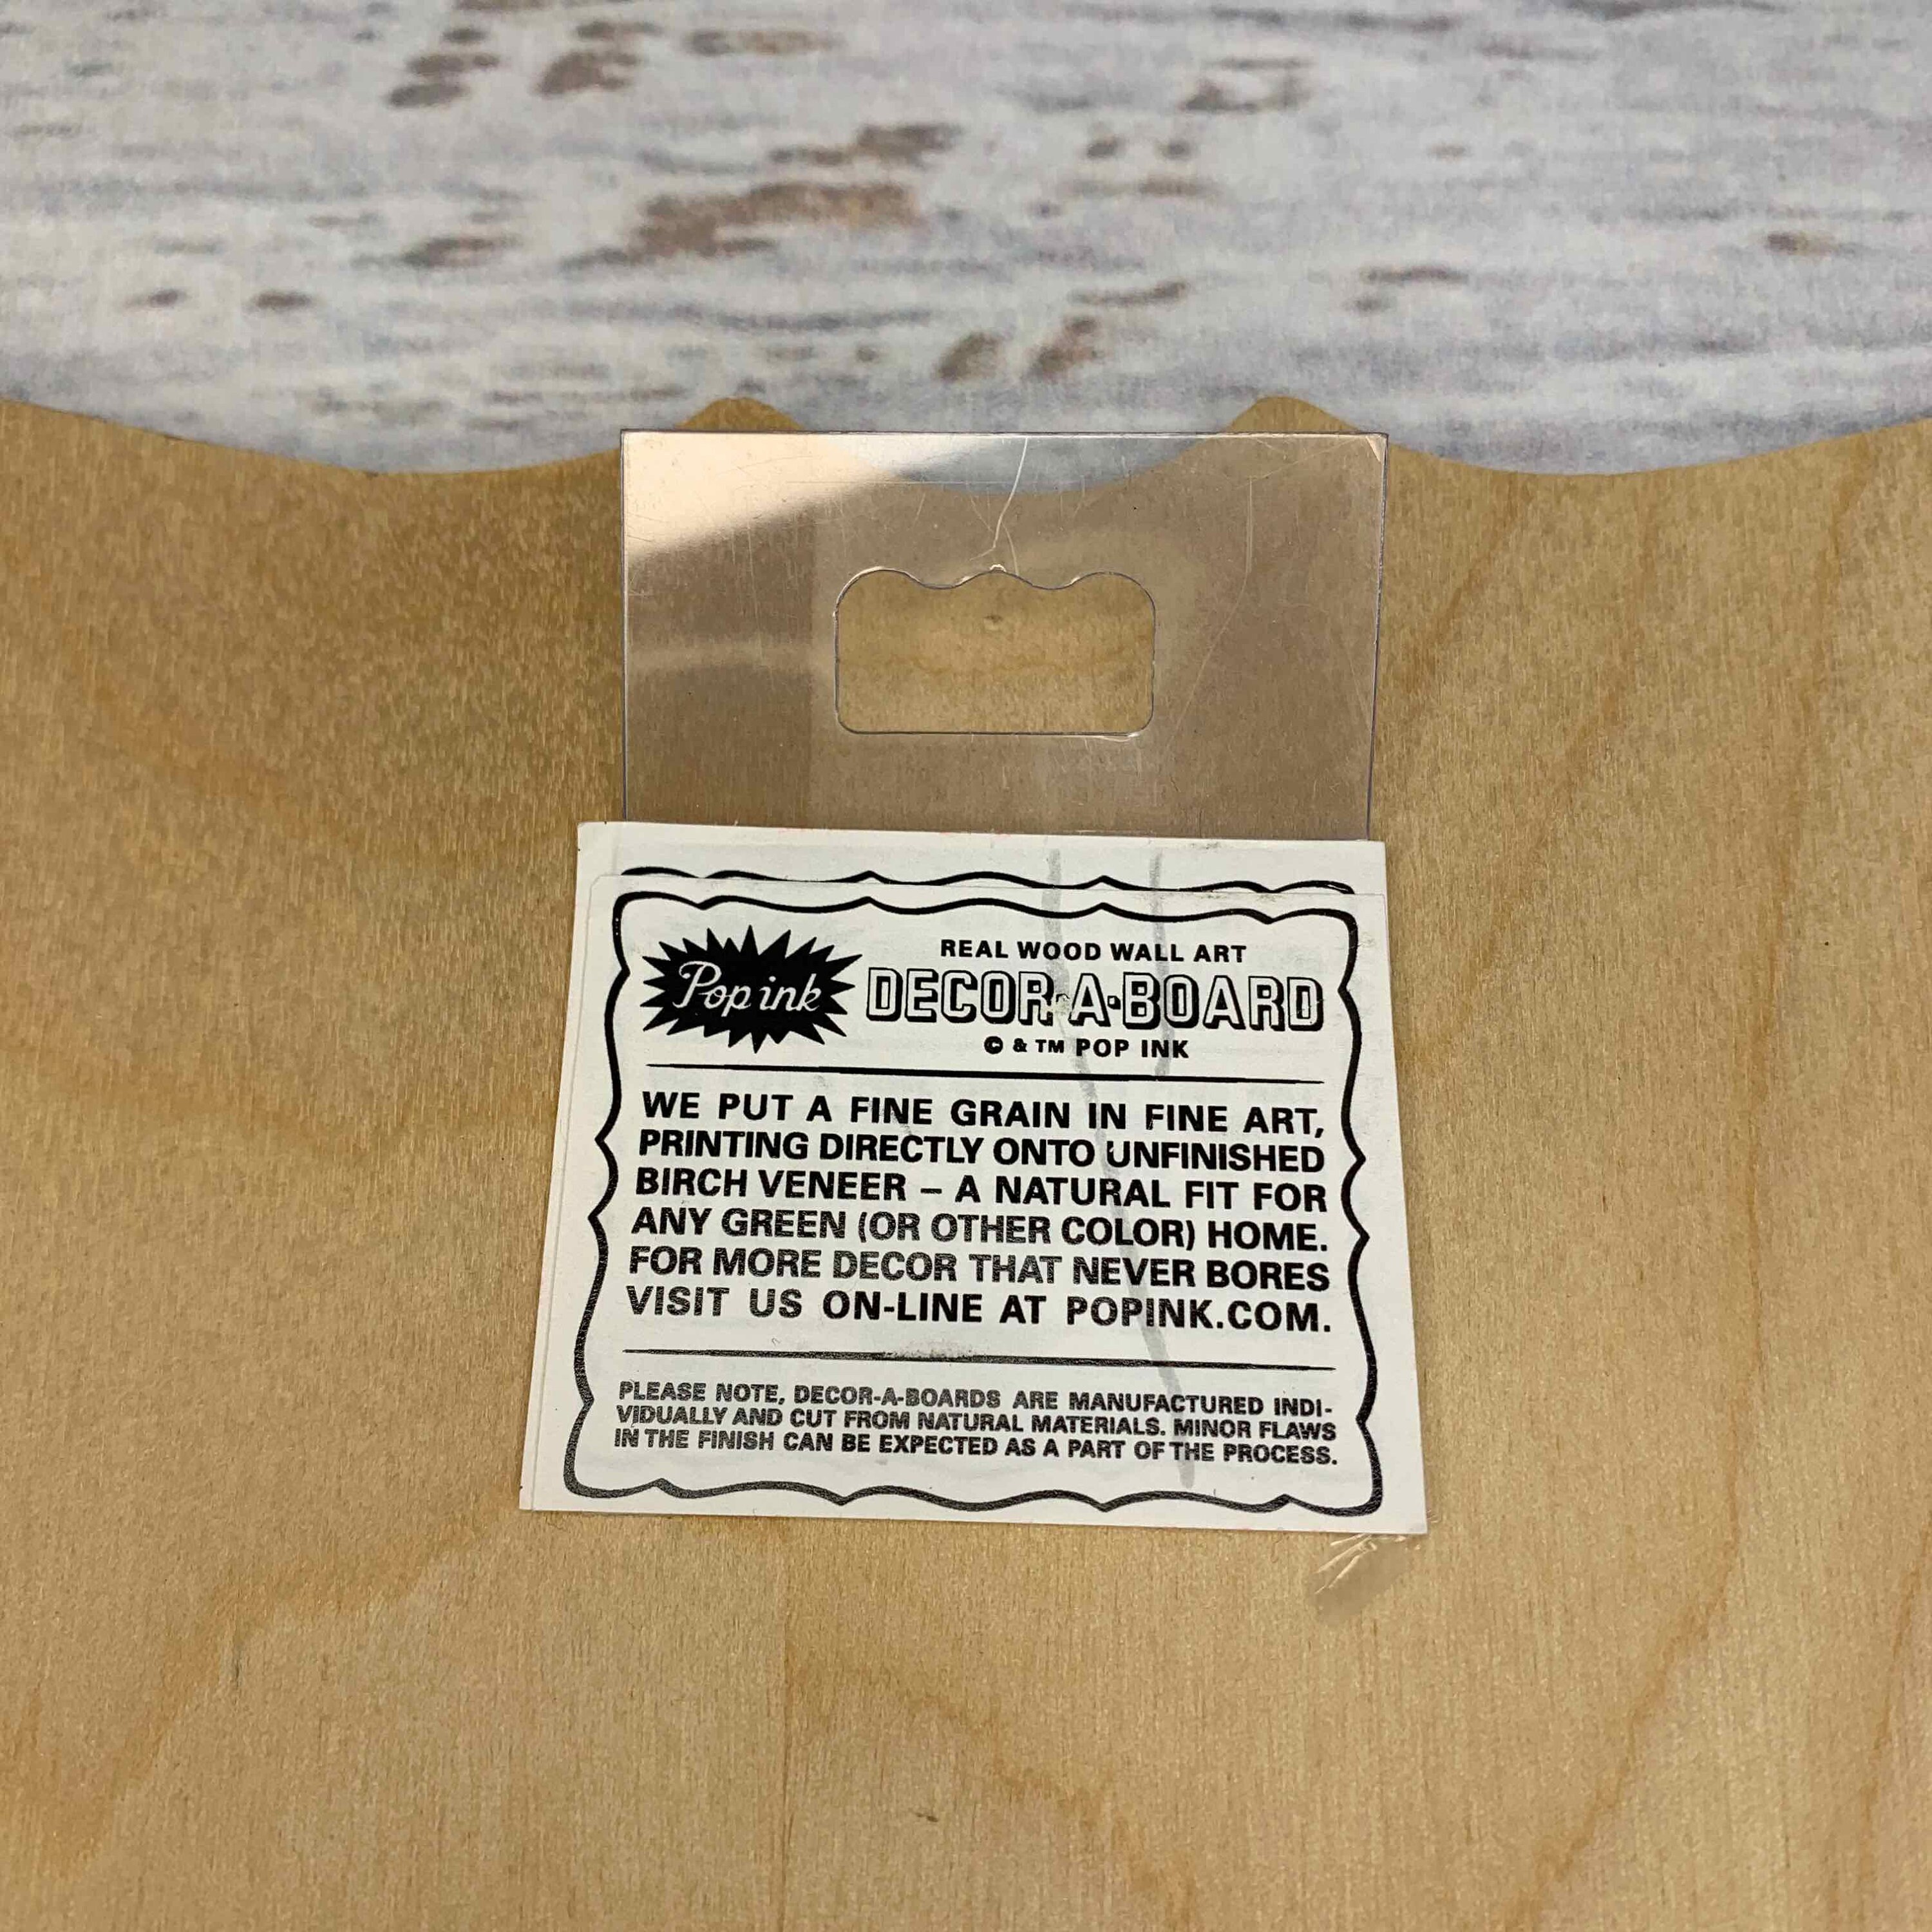 Pop ink
REAL WOOD WALL ART
DECOR·A·BOARD
© & TM POP INK
WE PUT A FINE GRAIN IN FINE ART,
PRINTING DIRECTLY ONTO UNFINISHED
BIRCH VENEER – A NATURAL FIT FOR
ANY GREEN (OR OTHER COLOR) HOME.
FOR MORE DECOR THAT NEVER BORES
VISIT US ON-LINE AT POPINK.COM.
PLEASE NOTE, DECOR-A-BOARDS ARE MANUFACTURED INDI-
VIDUALLY AND CUT FROM NATURAL MATERIALS. MINOR FLAWS
IN THE FINISH CAN BE EXPECTED AS A PART OF THE PROCESS.